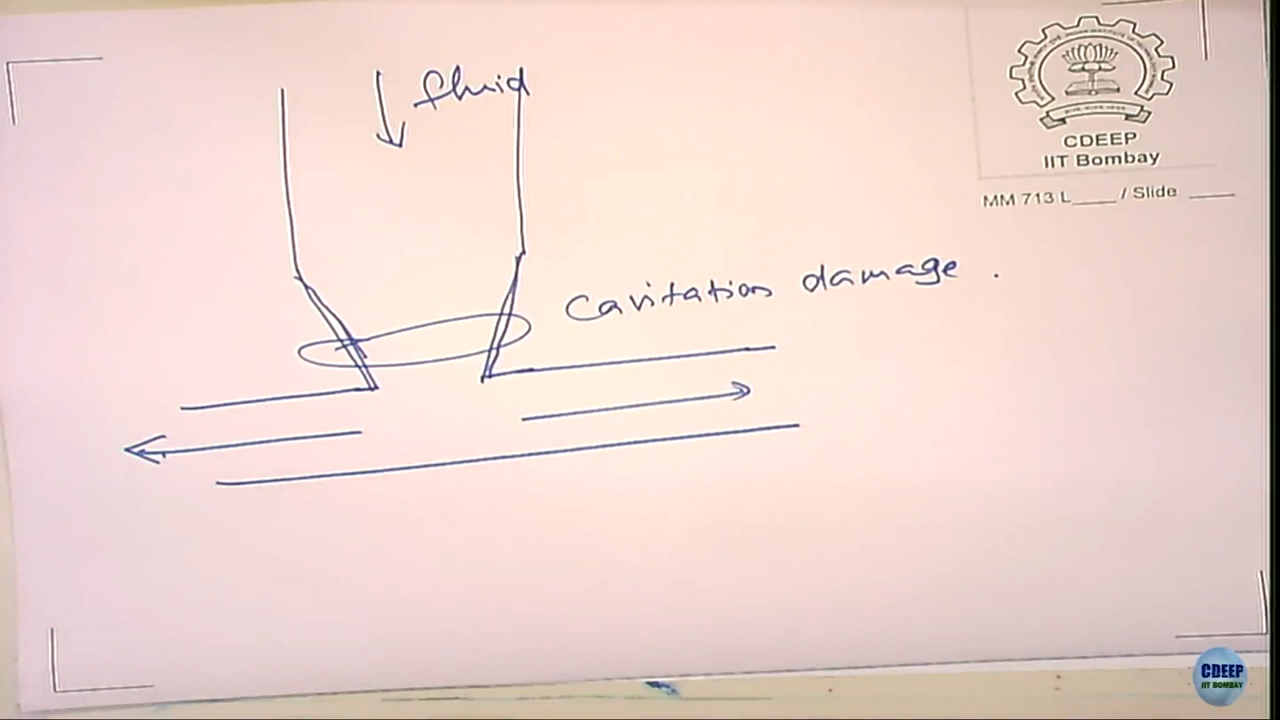 fluid
Cavitation damage.
CDEEP
IIT Bombay
MM 713 L____ / Slide ____
CDEEP
IIT BOMBAY